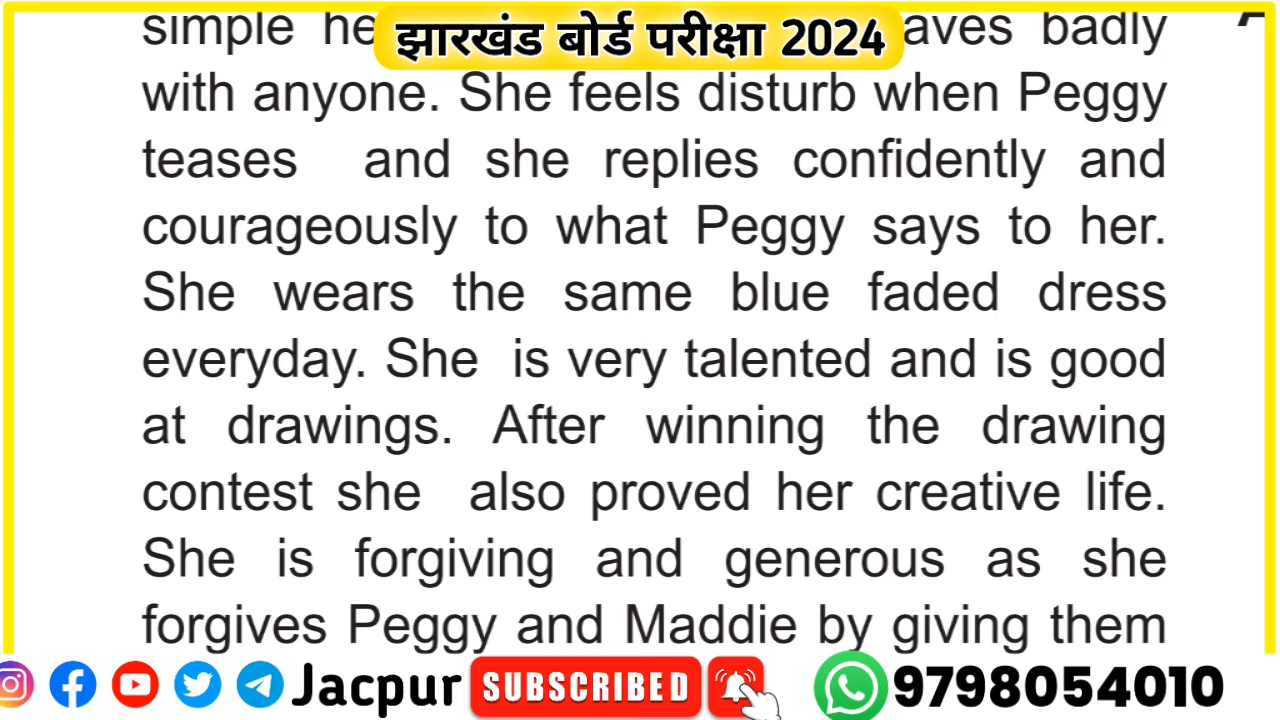 झारखंड बोर्ड परीक्षा 2024
simple badly
with anyone. She feels disturb when Peggy
teases and she replies confidently and
courageously to what Peggy says to her.
She wears the same blue faded dress
everyday. She is very talented and is good
at drawings. After winning the drawing
contest she also proved her creative life.
She is forgiving and generous as she
forgives Peggy and Maddie by giving them
Jacpur SUBSCRIBED 9798054010